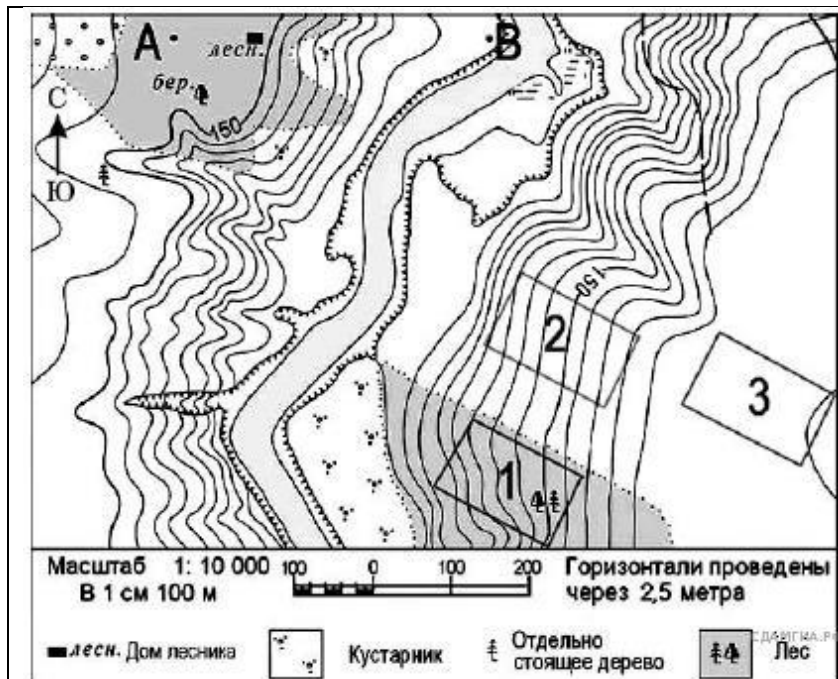 А
лесн.
В
бер.
С
150
Ю
150
2
3
1
Масштаб 1: 10 000
В 1 см 100 м
100 0 100 200
Горизонтали проведены
через 2,5 метра
лесн. Дом лесника
Кустарник
Отдельно
стоящее дерево
Лес